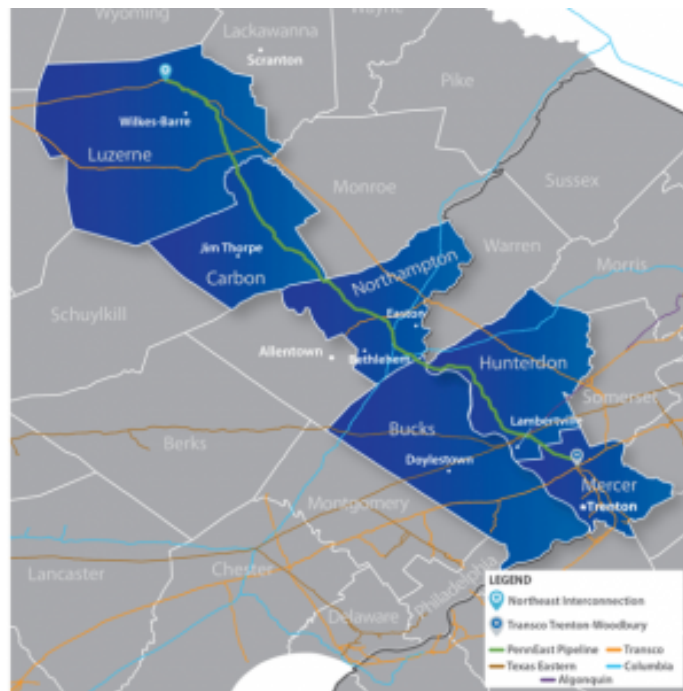 Wyoming
Wayne
Lackawanna
Scranton
Pike
Wilkes-Barre
Luzerne
Monroe
Sussex
Jim Thorpe
Carbon
Warren
Northampton
Morris
Schuylkill
Easton
Allentown
Bethlehem
Hunterdon
Somerset
Lambertville
Bucks
Berks
Doylestown
Mercer
Trenton
Montgomery
Lancaster
Chester
Philadelphia
Delaware
LEGEND
Northeast Interconnection
Transco Trenton-Woodbury
PennEast Pipeline
Transco
Texas Eastern
Columbia
Algonquin